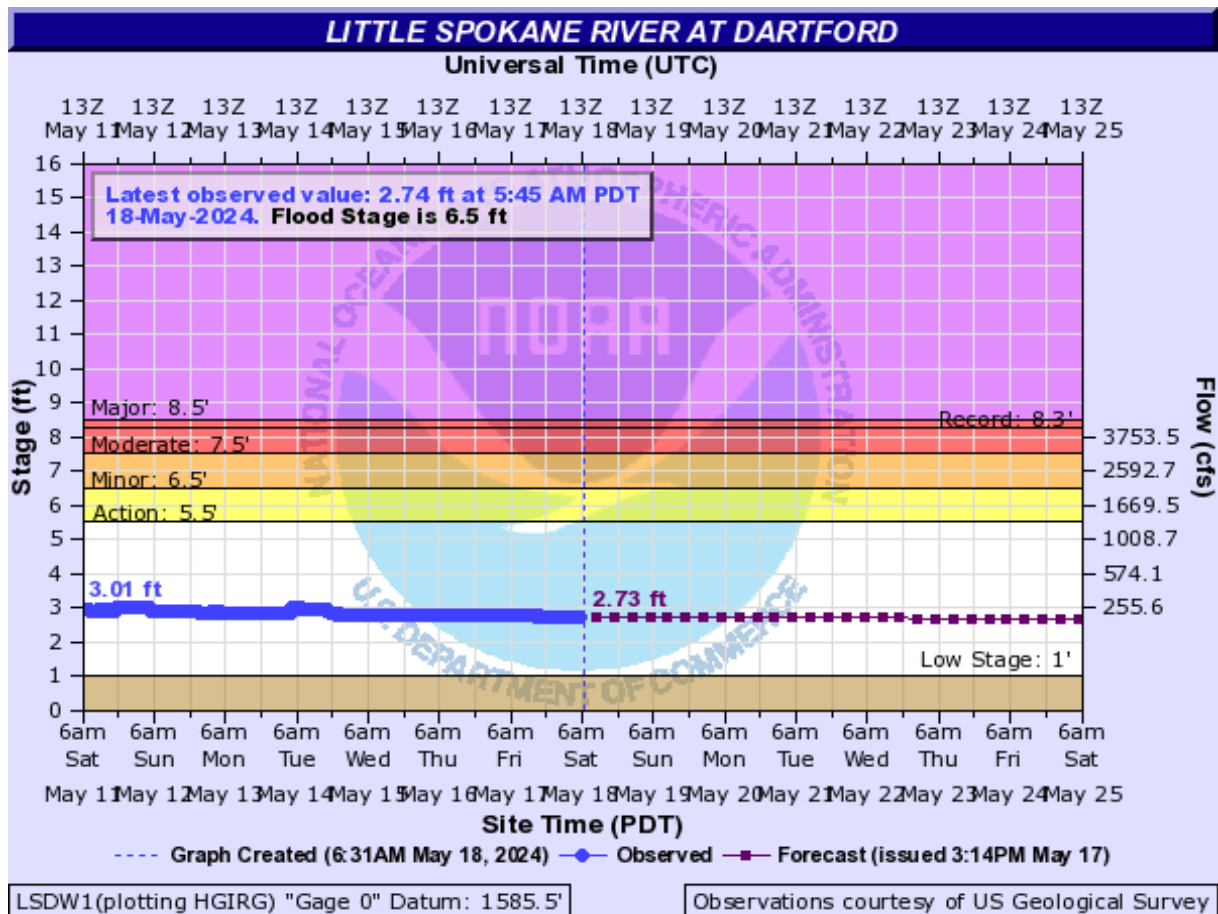 LITTLE SPOKANE RIVER AT DARTFORD
Universal Time (UTC)
13Z 13Z 13Z 13Z 13Z 13Z 13Z 13Z 13Z 13Z 13Z 13Z 13Z 13Z 13Z
May 11 May 12 May 13 May 14 May 15 May 16 May 17 May 18 May 19 May 20 May 21 May 22 May 23 May 24 May 25
Latest observed value: 2.74 ft at 5:45 AM PDT
18-May-2024. Flood Stage is 6.5 ft
NATIONAL OCEANIC AND ATMOSPHERIC ADMINISTRATION
NOAA
U.S. DEPARTMENT OF COMMERCE
Stage (ft)
16
15
14
13
12
11
10
9
8
7
6
5
4
3
2
1
0
Major: 8.5'
Record: 8.3'
Moderate: 7.5'
Minor: 6.5'
Action: 5.5'
3.01 ft
2.73 ft
Low Stage: 1'
Flow (cfs)
3753.5
2592.7
1669.5
1008.7
574.1
255.6
6am 6am 6am 6am 6am 6am 6am 6am 6am 6am 6am 6am 6am 6am 6am
Sat Sun Mon Tue Wed Thu Fri Sat Sun Mon Tue Wed Thu Fri Sat
May 11 May 12 May 13 May 14 May 15 May 16 May 17 May 18 May 19 May 20 May 21 May 22 May 23 May 24 May 25
Site Time (PDT)
Graph Created (6:31AM May 18, 2024) Observed Forecast (issued 3:14PM May 17)
LSDW1(plotting HGIRG) "Gage 0" Datum: 1585.5'
Observations courtesy of US Geological Survey